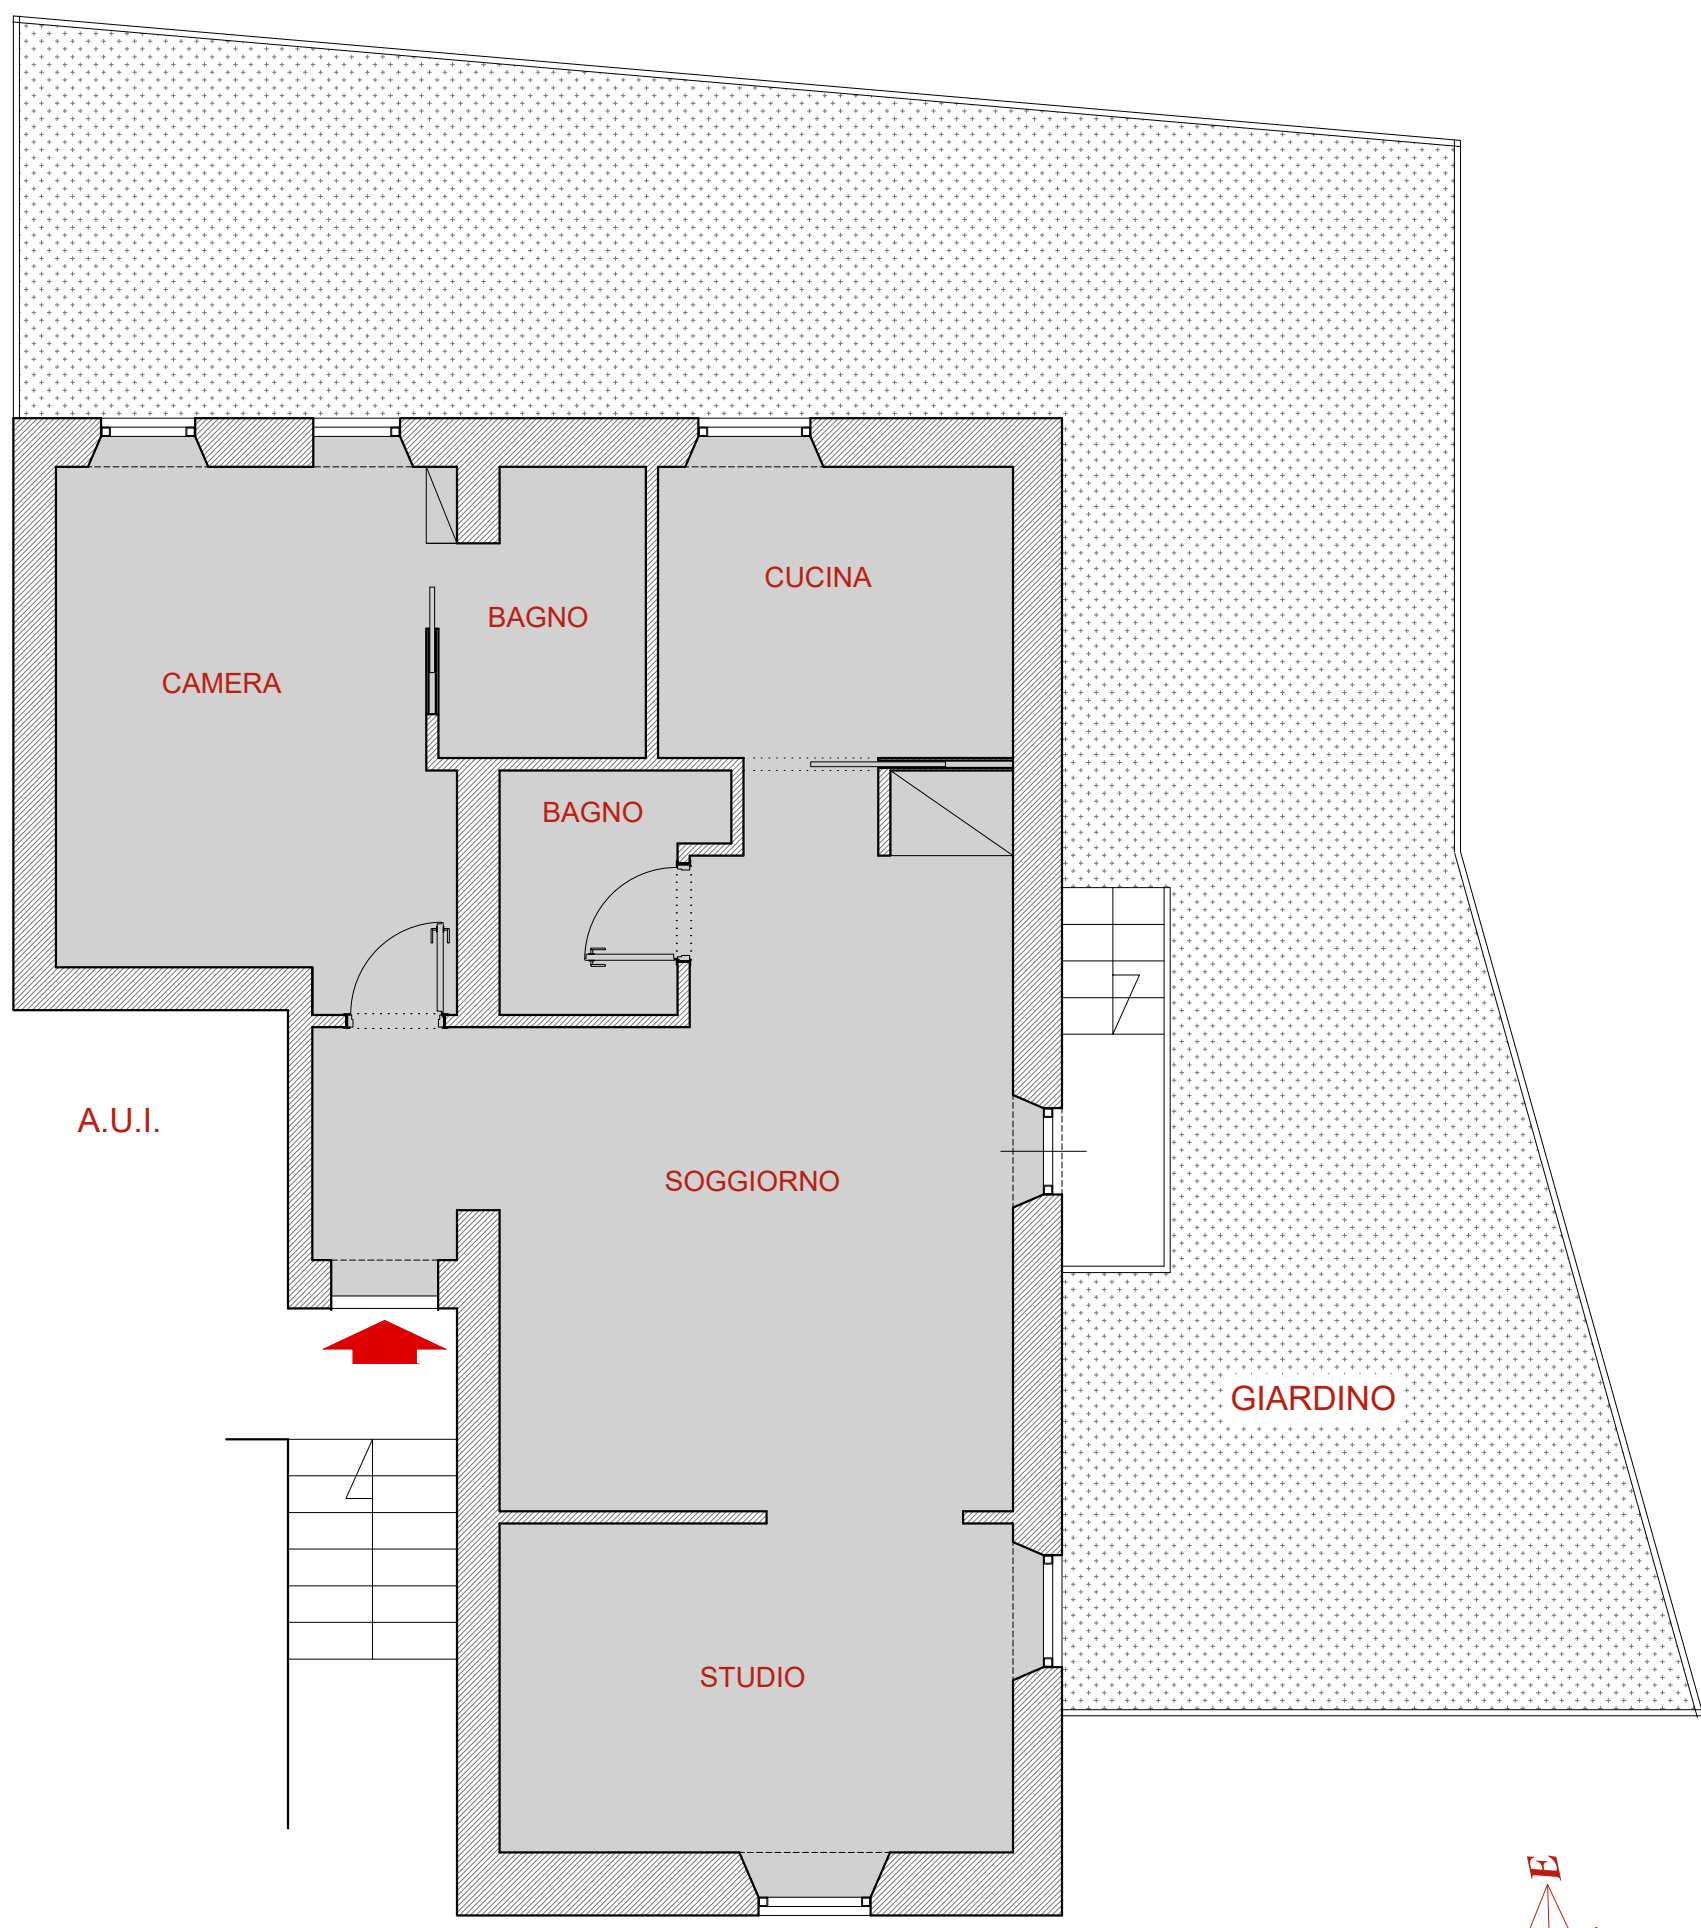 CUCINA
BAGNO
CAMERA
BAGNO
A.U.I.
SOGGIORNO
GIARDINO
STUDIO
E